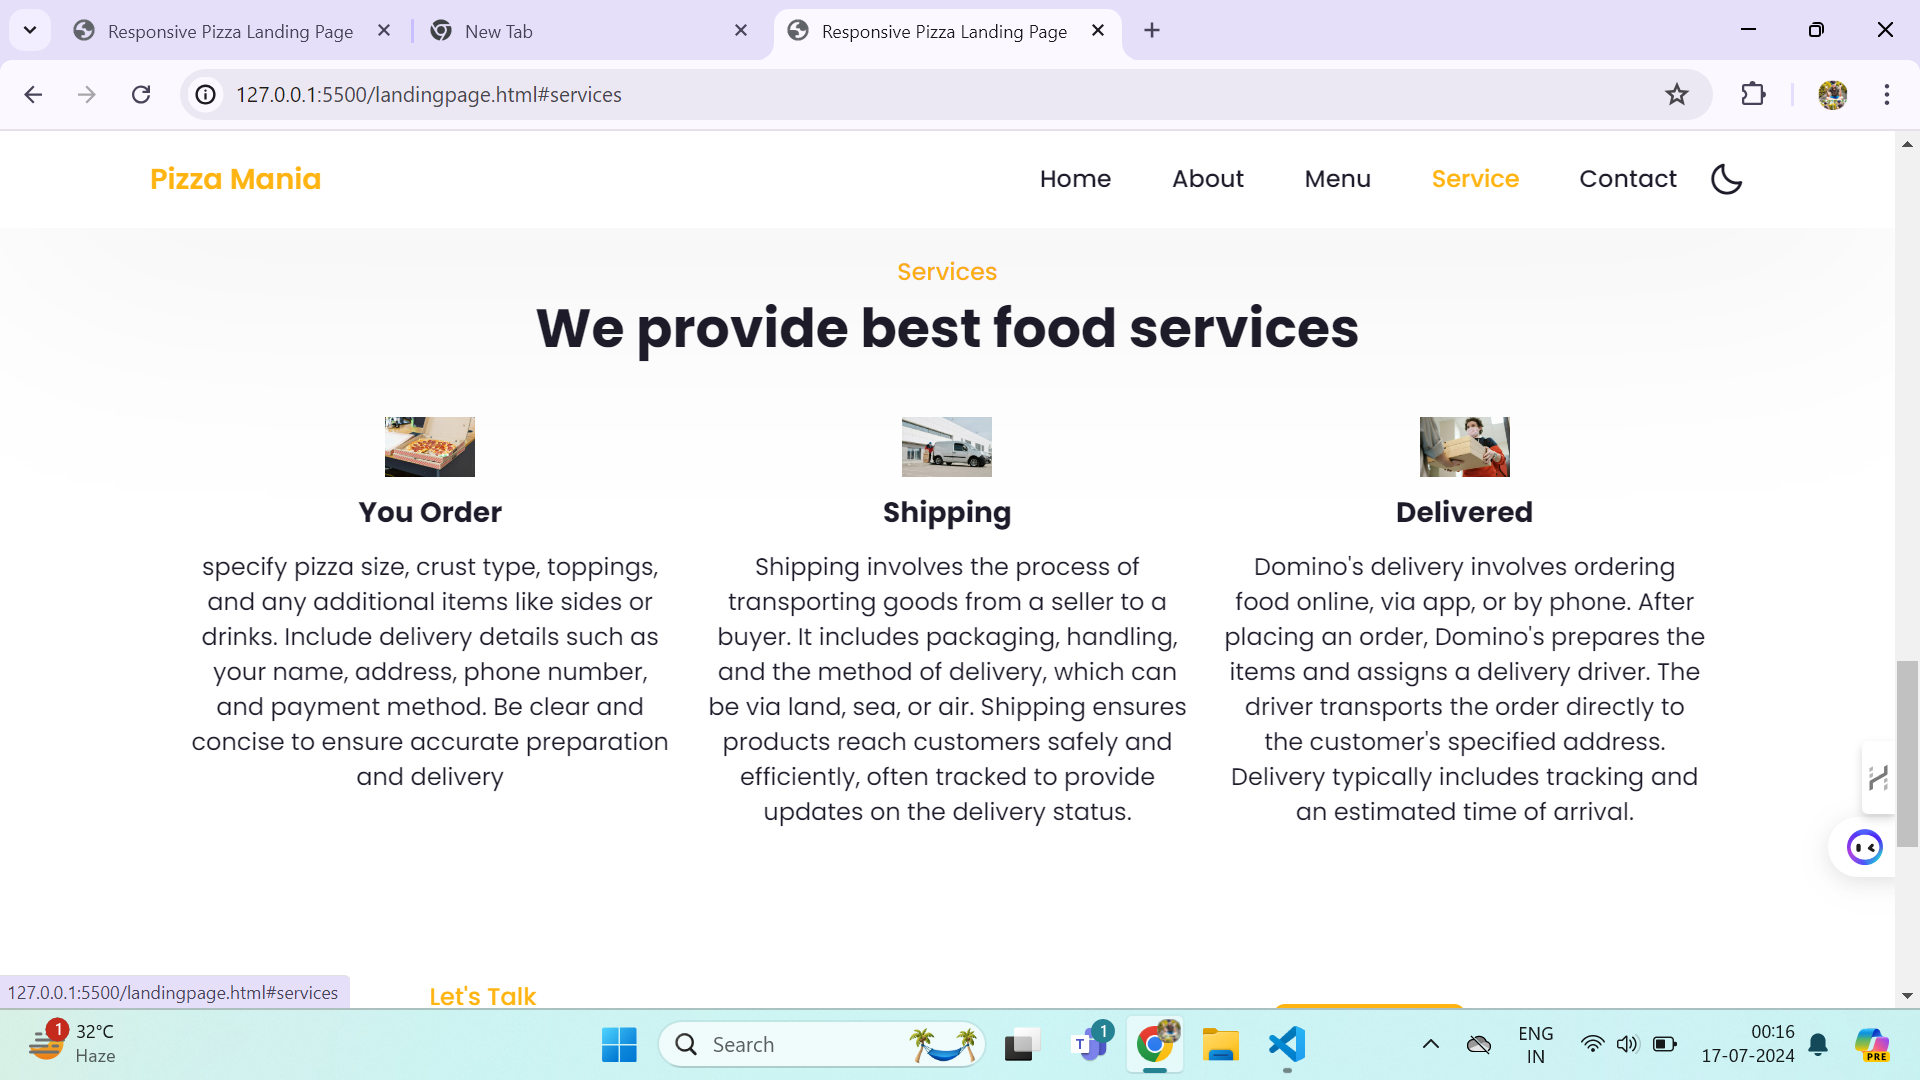 Responsive Pizza Landing Page
New Tab
Responsive Pizza Landing Page
127.0.0.1:5500/landingpage.html#services
Pizza Mania
Home
About
Menu
Service
Contact
Services
We provide best food services
You Order
specify pizza size, crust type, toppings,
and any additional items like sides or
drinks. Include delivery details such as
your name, address, phone number,
and payment method. Be clear and
concise to ensure accurate preparation
and delivery
Shipping
Shipping involves the process of
transporting goods from a seller to a
buyer. It includes packaging, handling,
and the method of delivery, which can
be via land, sea, or air. Shipping ensures
products reach customers safely and
efficiently, often tracked to provide
updates on the delivery status.
Delivered
Domino's delivery involves ordering
food online, via app, or by phone. After
placing an order, Domino's prepares the
items and assigns a delivery driver. The
driver transports the order directly to
the customer's specified address.
Delivery typically includes tracking and
an estimated time of arrival.
Let's Talk
127.0.0.1:5500/landingpage.html#services
1
32°C
Haze
Search
T
1
ENG
IN
00:16
17-07-2024
PRE